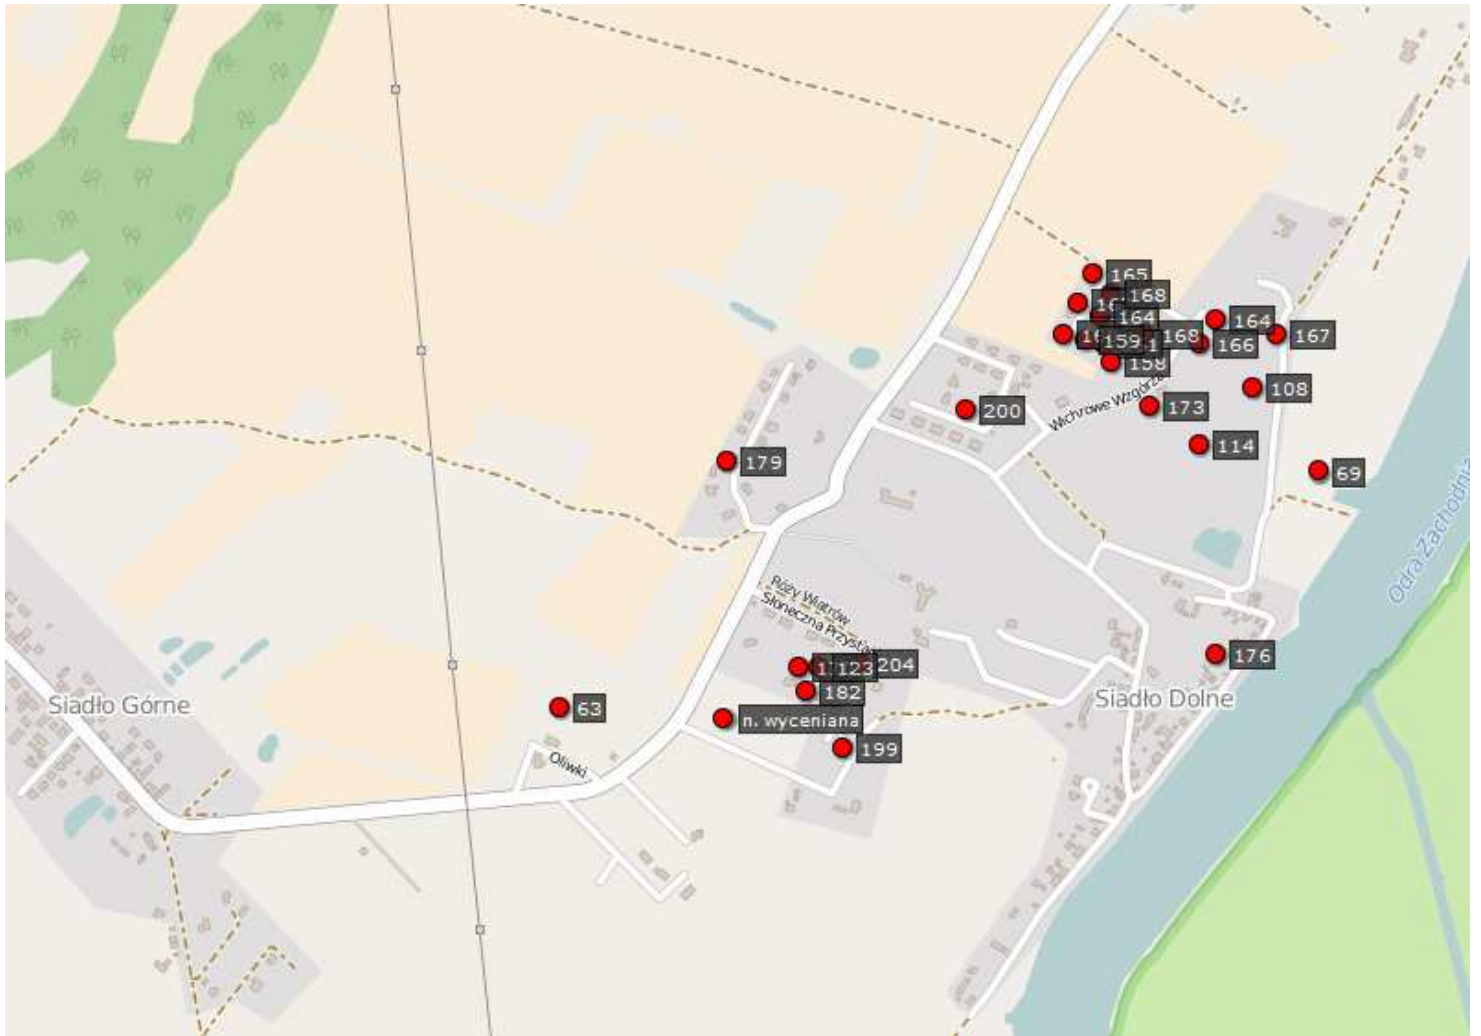 165
168
164
164
168
159
166
167
158
108
Wichrowe Wzgórza
200
173
114
179
69
Odra Zachodnia
Róży Wiatrów
Słoneczna Przystań
123
204
176
182
Siadło Górne
Siadło Dolne
63
n. wyceniana
199
Oliwki